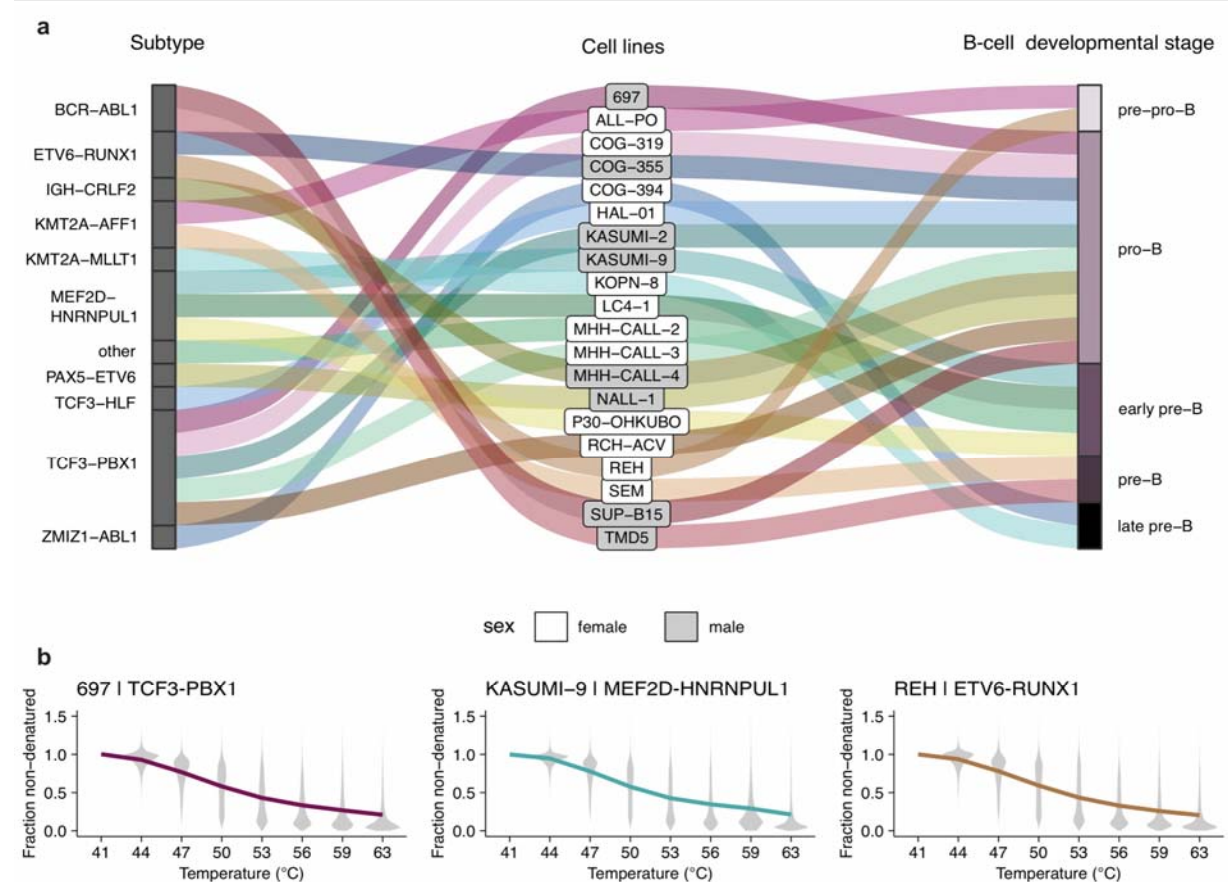 a
Subtype
Cell lines
B-cell developmental stage
BCR−ABL1
ETV6−RUNX1
IGH−CRLF2
KMT2A−AFF1
KMT2A−MLLT1
MEF2D−
HNRNPUL1
other
PAX5−ETV6
TCF3−HLF
TCF3−PBX1
ZMIZ1−ABL1
697
ALL−PO
COG−319
COG−355
COG−394
HAL−01
KASUMI−2
KASUMI−9
KOPN−8
LC4−1
MHH−CALL−2
MHH−CALL−3
MHH−CALL−4
NALL−1
P30−OHKUBO
RCH−ACV
REH
SEM
SUP−B15
TMD5
pre−pro−B
pro−B
early pre−B
pre−B
late pre−B
sex female male
b
697 | TCF3-PBX1
Fraction non−denatured
1.5
1.0
0.5
0.0
41 44 47 50 53 56 59 63
Temperature (°C)
KASUMI−9 | MEF2D-HNRNPUL1
Fraction non−denatured
1.5
1.0
0.5
0.0
41 44 47 50 53 56 59 63
Temperature (°C)
REH | ETV6-RUNX1
Fraction non−denatured
1.5
1.0
0.5
0.0
41 44 47 50 53 56 59 63
Temperature (°C)